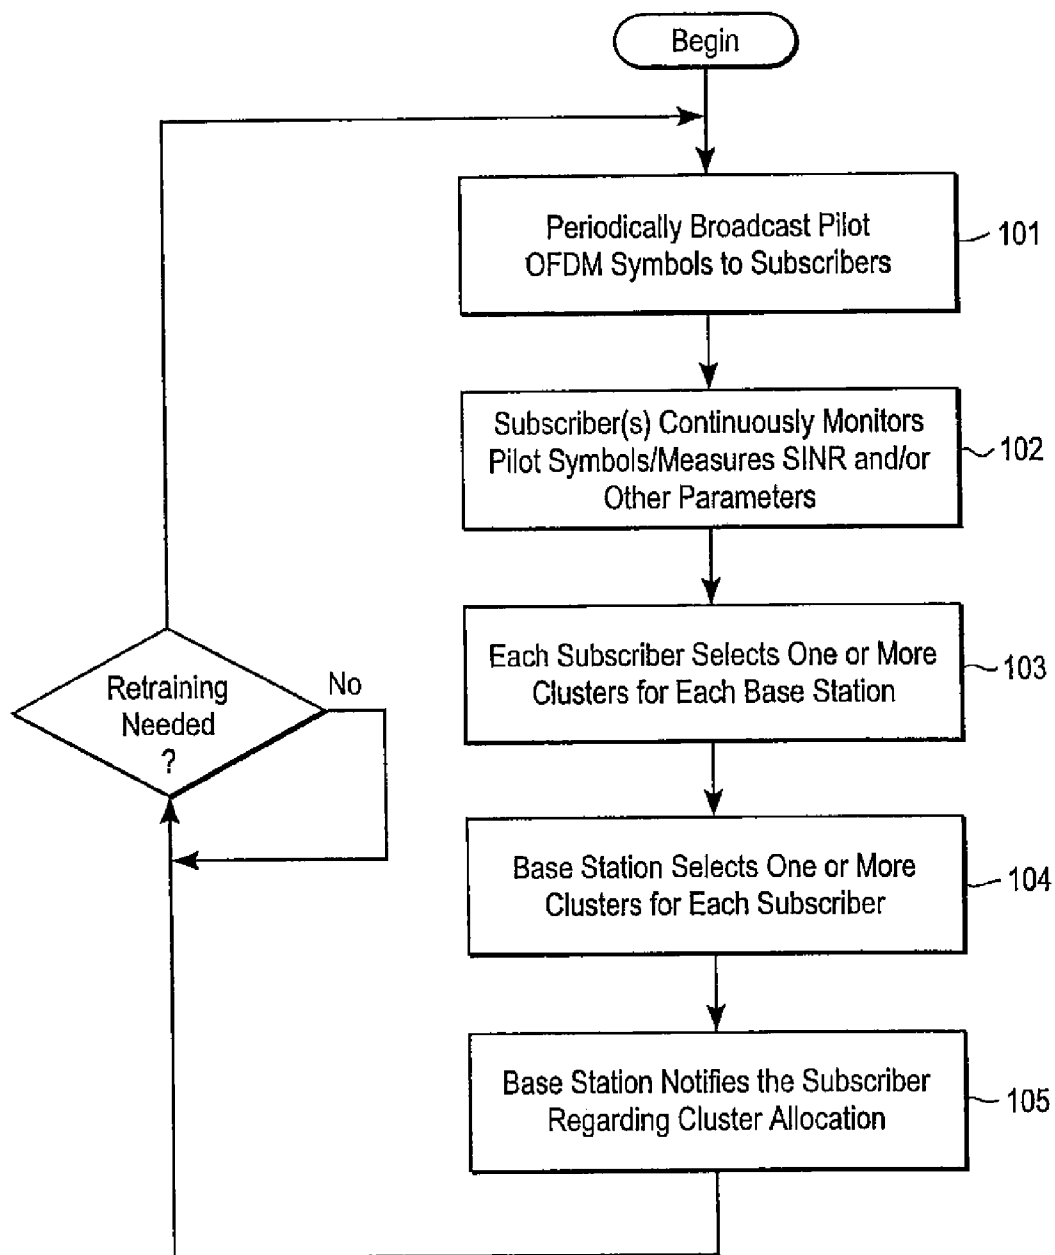 Begin
Periodically Broadcast Pilot
OFDM Symbols to Subscribers
101
Subscriber(s) Continuously Monitors
Pilot Symbols/Measures SINR and/or
Other Parameters
102
Each Subscriber Selects One or More
Clusters for Each Base Station
103
Retraining
Needed
?
No
Base Station Selects One or More
Clusters for Each Subscriber
104
Base Station Notifies the Subscriber
Regarding Cluster Allocation
105